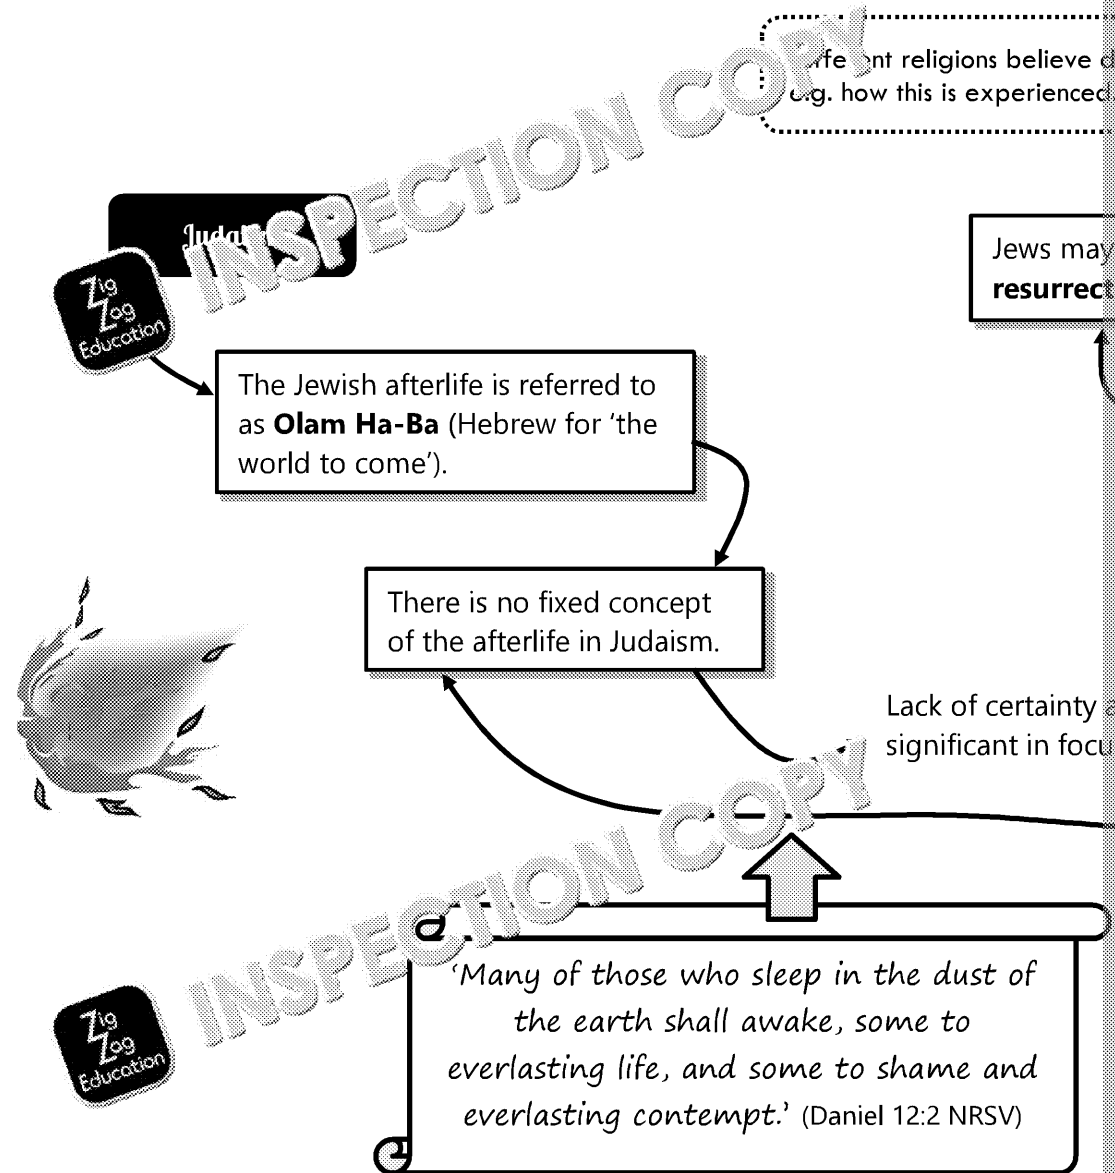 religions believe
e.g. how this is experienced
INSPECTION COPY
Jews may
Zig
Zag
Education
The Jewish afterlife is referred to
as Olam Ha-Ba (Hebrew for ‘the
world to come’).
There is no fixed concept
of the afterlife in Judaism.
Lack of certainty
significant in
INSPECTION COPY
‘Many of those who sleep in the dust of
the earth shall awake, some to
everlasting life, and some to shame and
everlasting contempt.’ (Daniel 12:2 NRSV)
Zig
Zag
Education